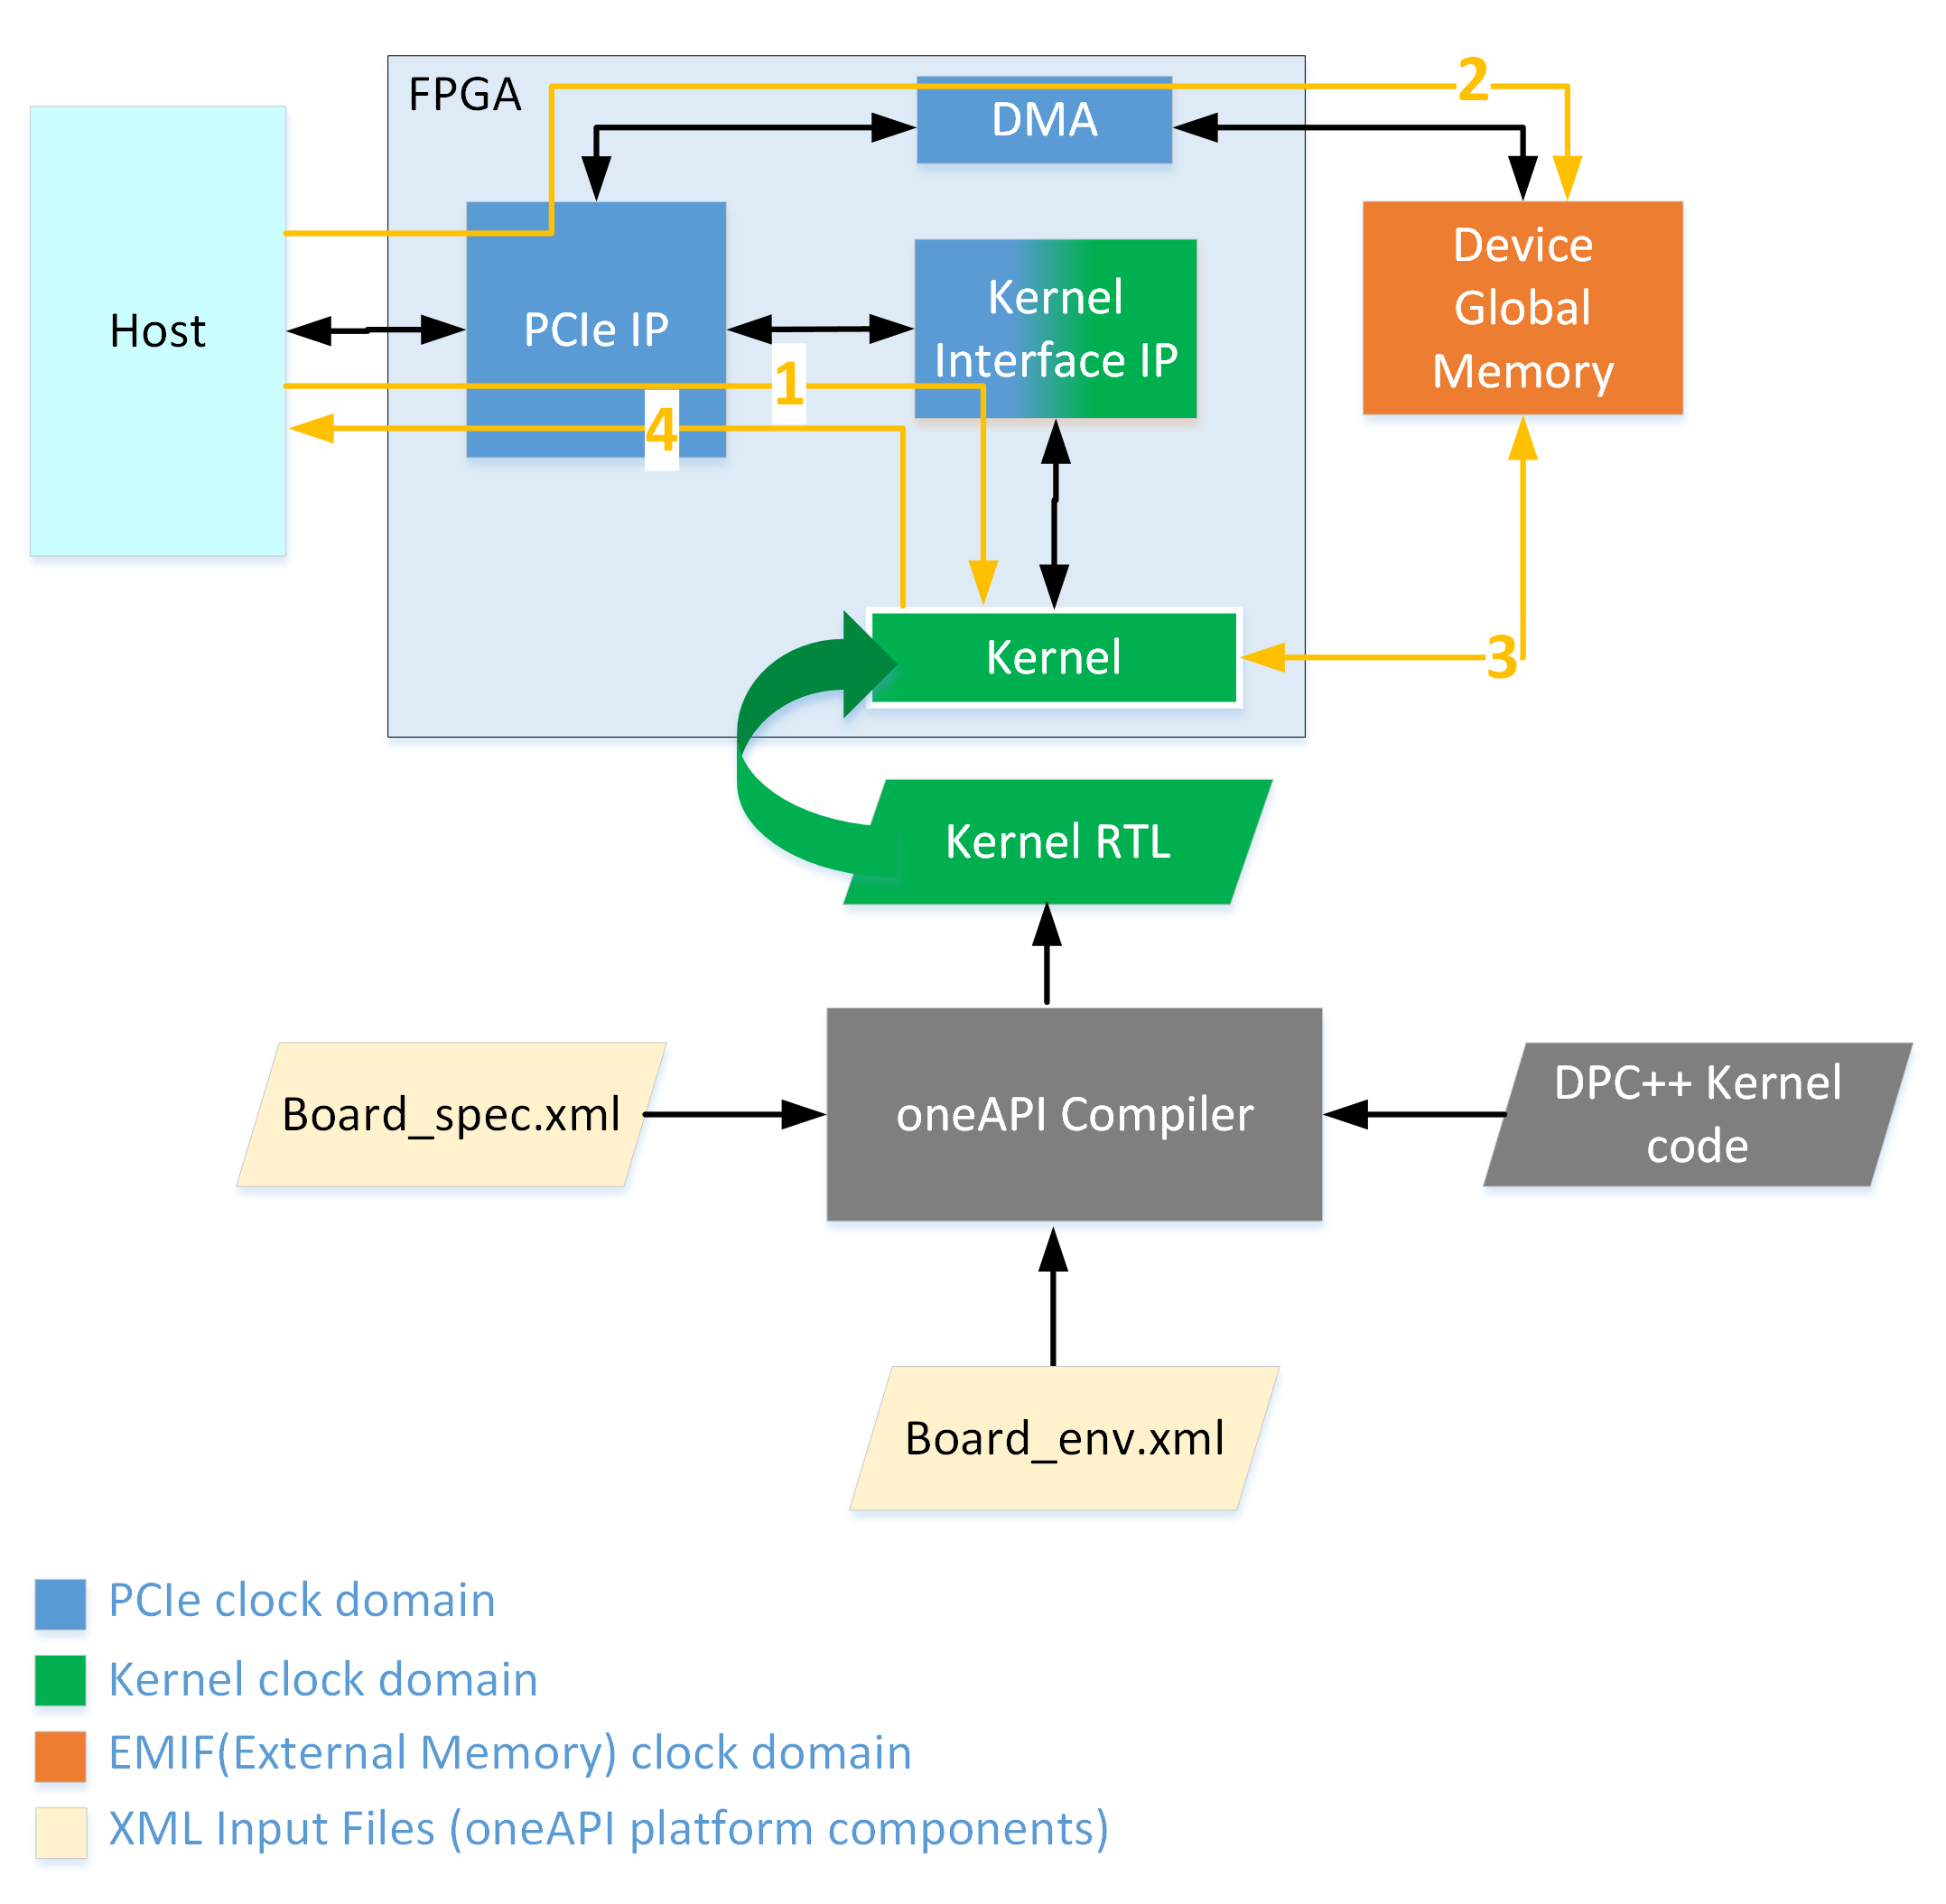 FPGA
2
DMA
Host
PCIe IP
Kernel
Interface IP
Device
Global
Memory
1
4
Kernel
3
Kernel RTL
Board_spec.xml
oneAPI Compiler
DPC++ Kernel
code
Board_env.xml
PCIe clock domain
Kernel clock domain
EMIF(External Memory) clock domain
XML Input Files (oneAPI platform components)